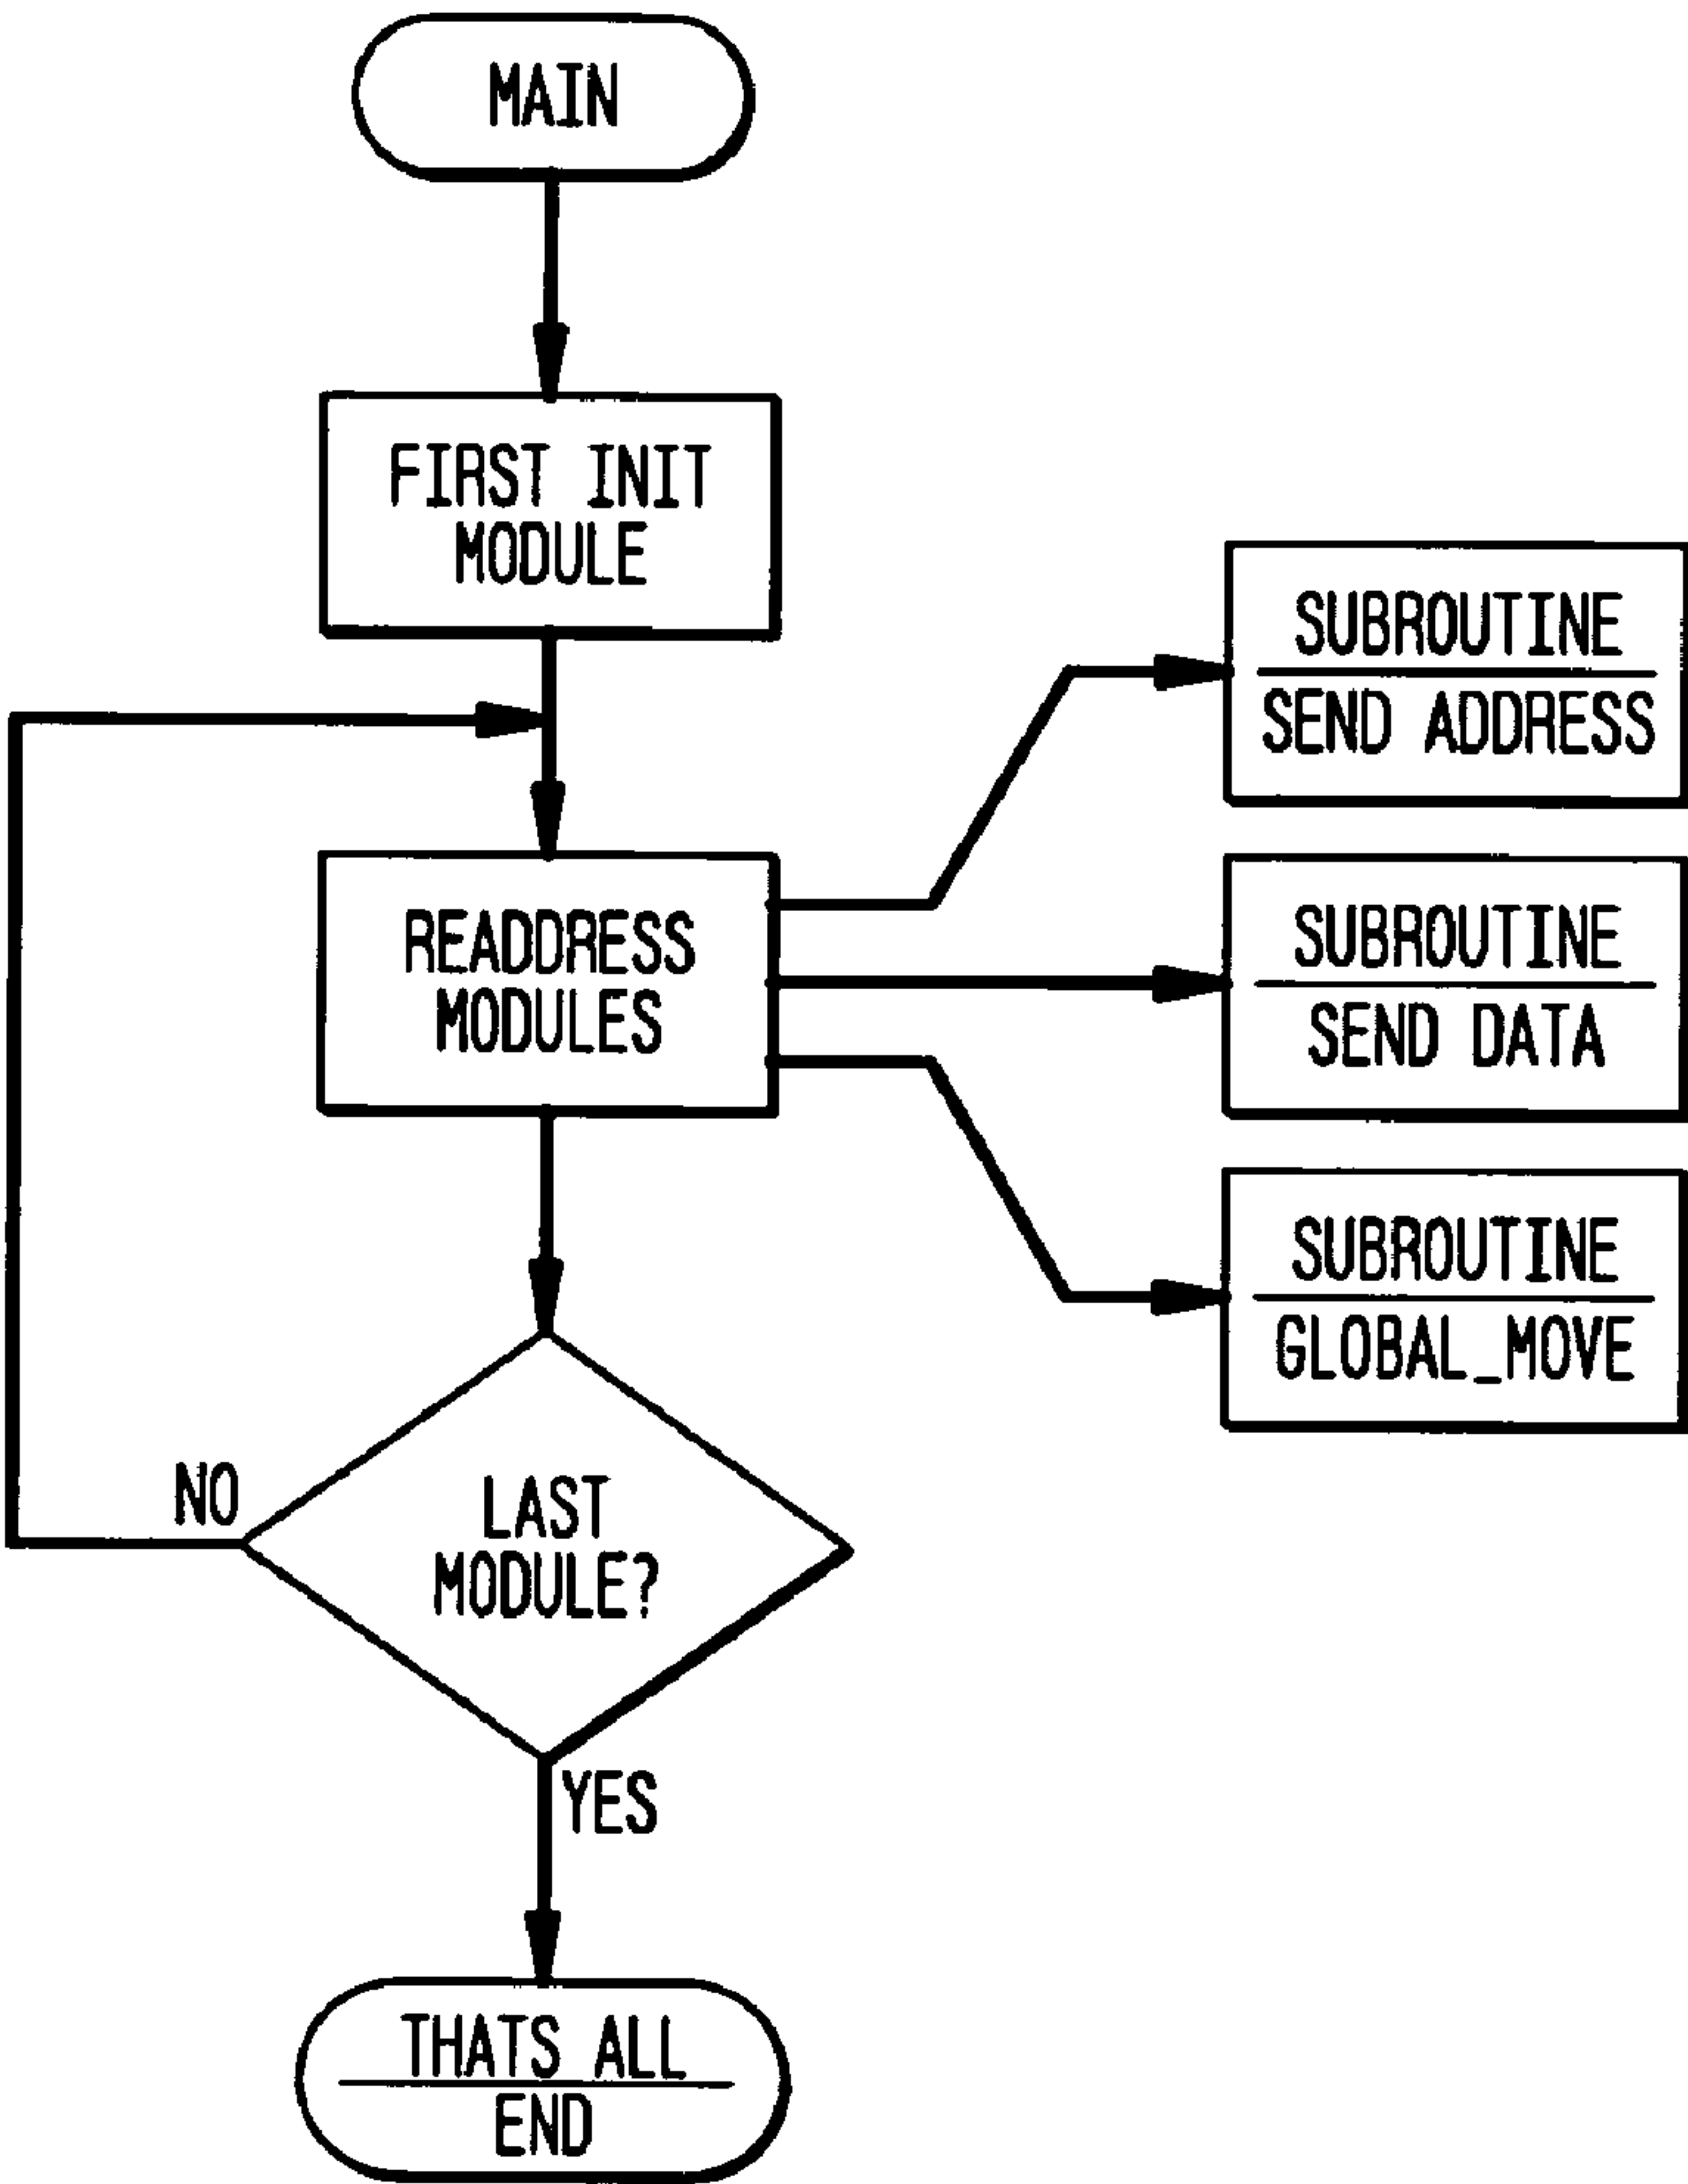 MAIN
FIRST INIT
MODULE
SUBROUTINE
SEND ADDRESS
READDRESS
MODULES
SUBROUTINE
SEND DATA
SUBROUTINE
GLOBAL_MOVE
NO
LAST
MODULE?
YES
THATS ALL
END